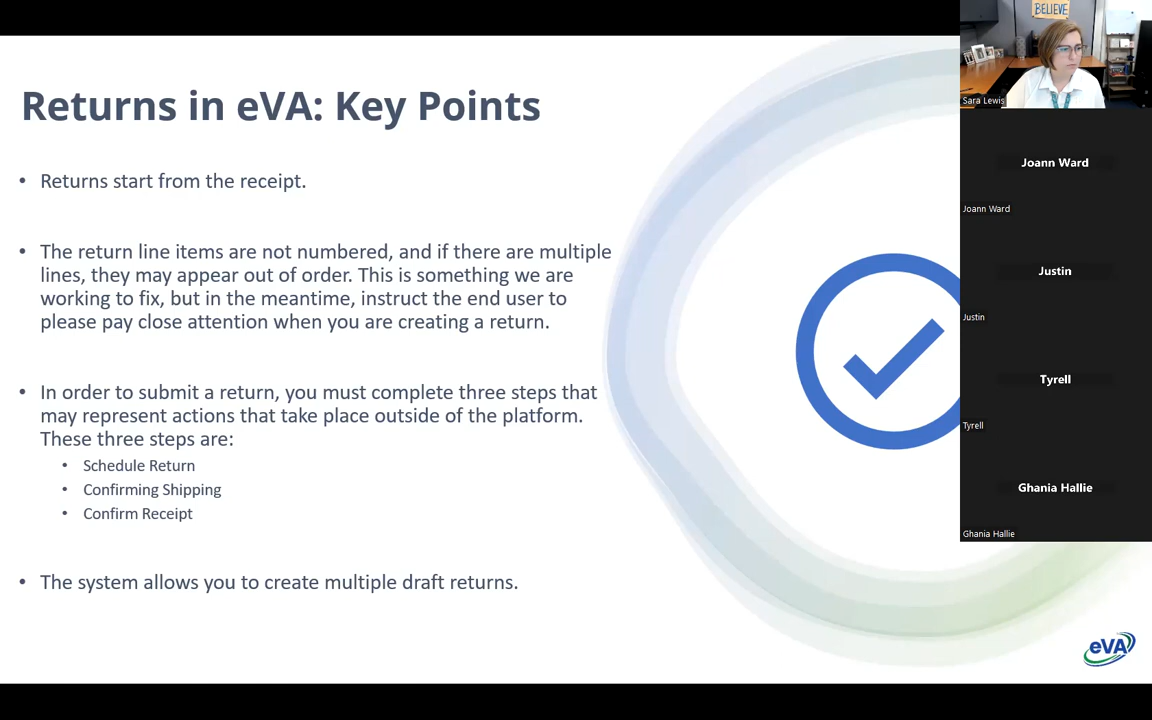 BELIEVE
Sara Lewis
Returns in eVA: Key Points
• Returns start from the receipt.
Joann Ward
Joann Ward
• The return line items are not numbered, and if there are multiple
lines, they may appear out of order. This is something we are
working to fix, but in the meantime, instruct the end user to
please pay close attention when you are creating a return.
Justin
Justin
• In order to submit a return, you must complete three steps that
may represent actions that take place outside of the platform.
These three steps are:
• Schedule Return
• Confirming Shipping
• Confirm Receipt
Tyrell
Tyrell
Ghania Hallie
Ghania Hallie
• The system allows you to create multiple draft returns.
eVA